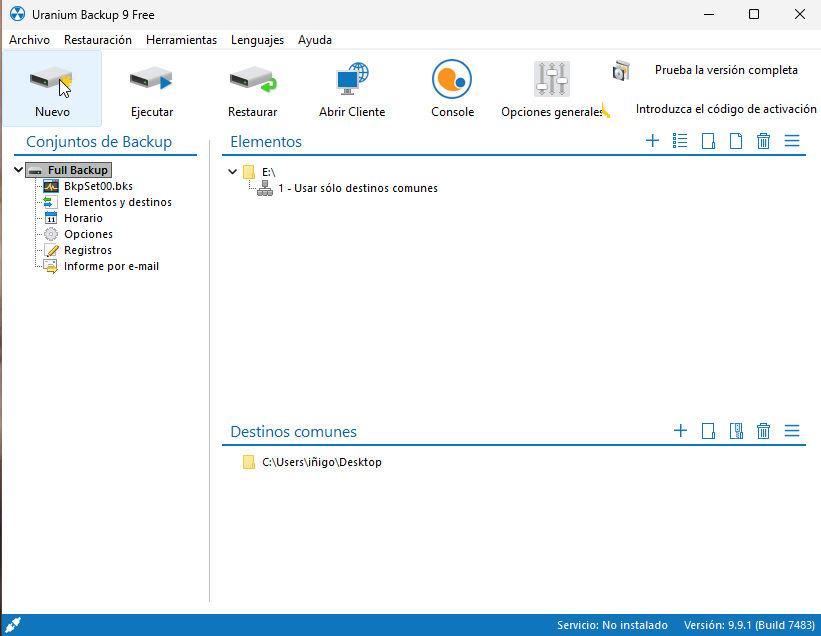 Uranium Backup 9 Free
Archivo Restauración Herramientas Lenguajes Ayuda
Nuevo Ejecutar Restaurar Abrir Cliente Console Opciones generales
Prueba la versión completa
Introduzca el código de activación
Conjuntos de Backup
Full Backup
BkpSet00.bks
Elementos y destinos
11 Horario
Opciones
Registros
Informe por e-mail
Elementos
E:\
1 - Usar sólo destinos comunes
Destinos comunes
C:\Users\iñigo\Desktop
Servicio: No instalado Versión: 9.9.1 (Build 7483)